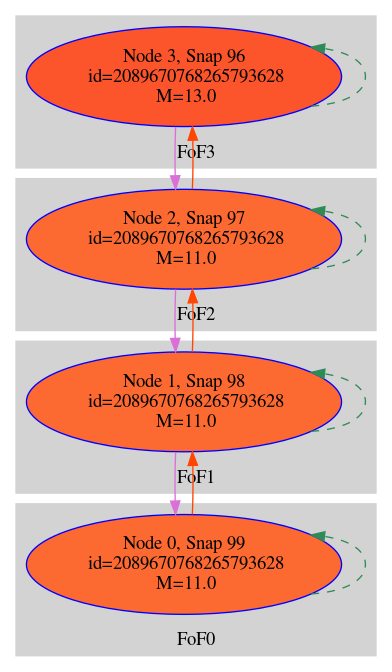 Node 3, Snap 96
id=2089670768265793628
M=13.0
FoF3
Node 2, Snap 97
id=2089670768265793628
M=11.0
FoF2
Node 1, Snap 98
id=2089670768265793628
M=11.0
FoF1
Node 0, Snap 99
id=2089670768265793628
M=11.0
FoF0